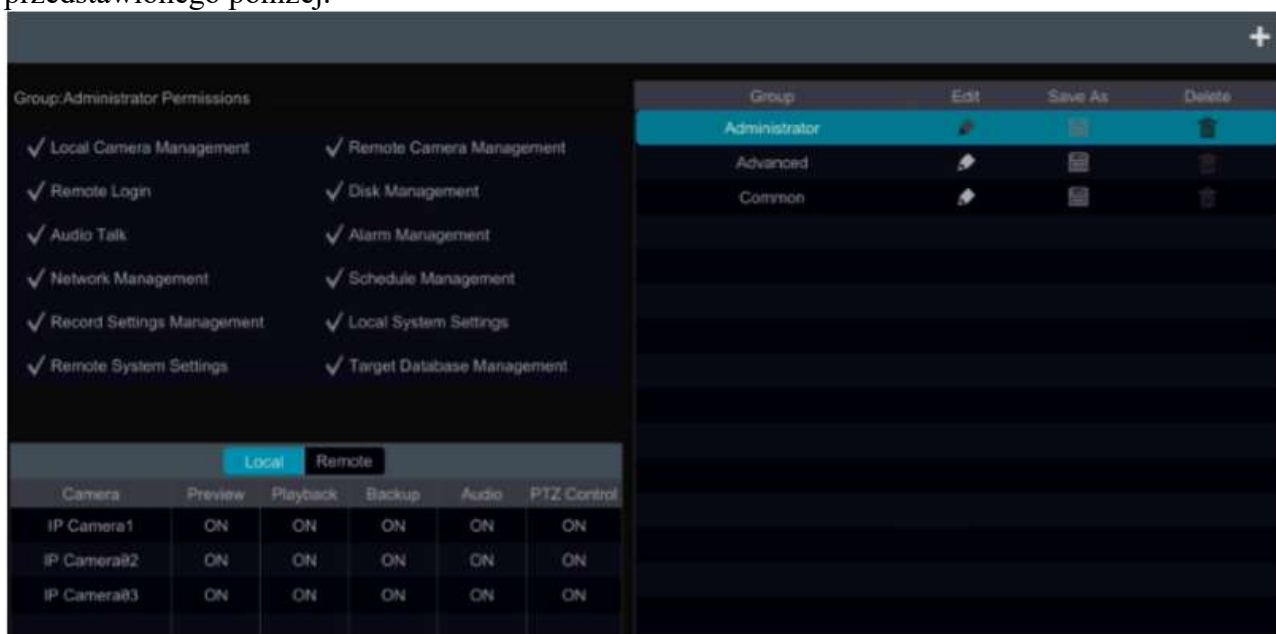 przedstawionego poniżej.
+
Group:Administrator Permissions
Local Camera Management Remote Camera Management
Remote Login Disk Management
Audio Talk Alarm Management
Network Management Schedule Management
Record Settings Management Local System Settings
Remote System Settings Target Database Management
Local Remote
Camera Preview Playback Backup Audio PTZ Control
IP Camera1 ON ON ON ON ON
IP Camera02 ON ON ON ON ON
IP Camera03 ON ON ON ON ON
Group Edit Save As Delete
Administrator
Advanced
Common